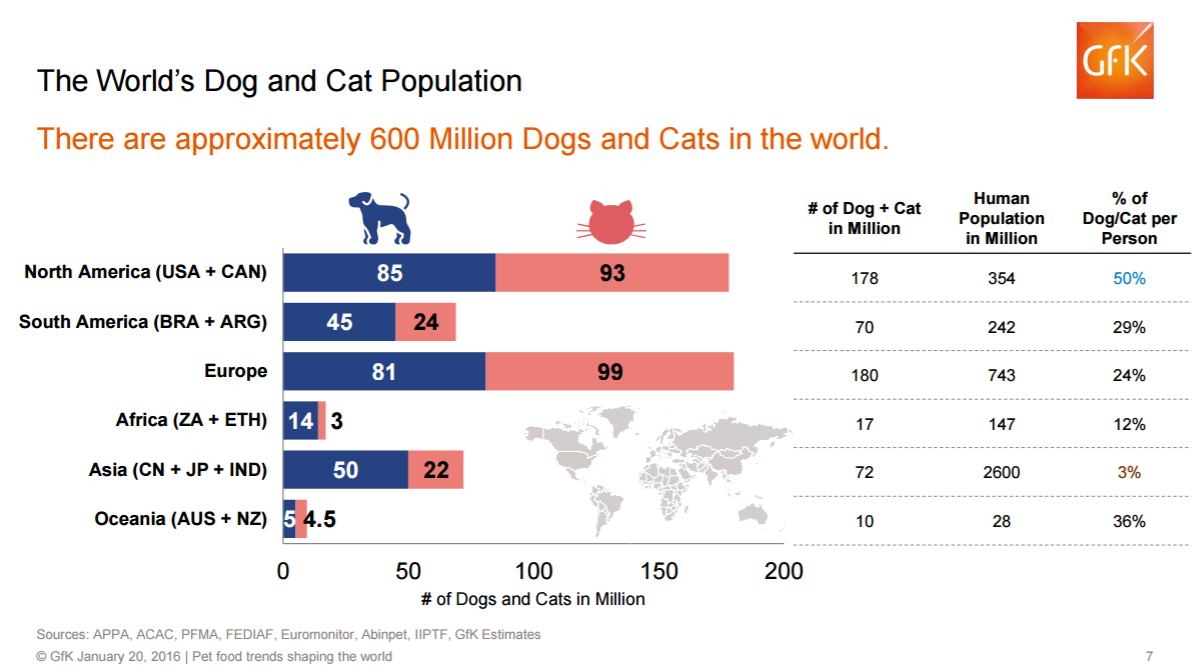 GfK
The World's Dog and Cat Population
There are approximately 600 Million Dogs and Cats in the world.
# of Dog + Cat
in Million
Human
Population
in Million
% of
Dog/Cat per
Person
North America (USA + CAN) 85 93 178 354 50%
South America (BRA + ARG) 45 24 70 242 29%
Europe 81 99 180 743 24%
Africa (ZA + ETH) 14 3 17 147 12%
Asia (CN + JP + IND) 50 22 72 2600 3%
Oceania (AUS + NZ) 5 4.5 10 28 36%
0 50 100 150 200
# of Dogs and Cats in Million
Sources: APPA, ACAC, PFMA, FEDIAF, Euromonitor, Abinpet, IIPTF, GfK Estimates
© GfK January 20, 2016 | Pet food trends shaping the world 7